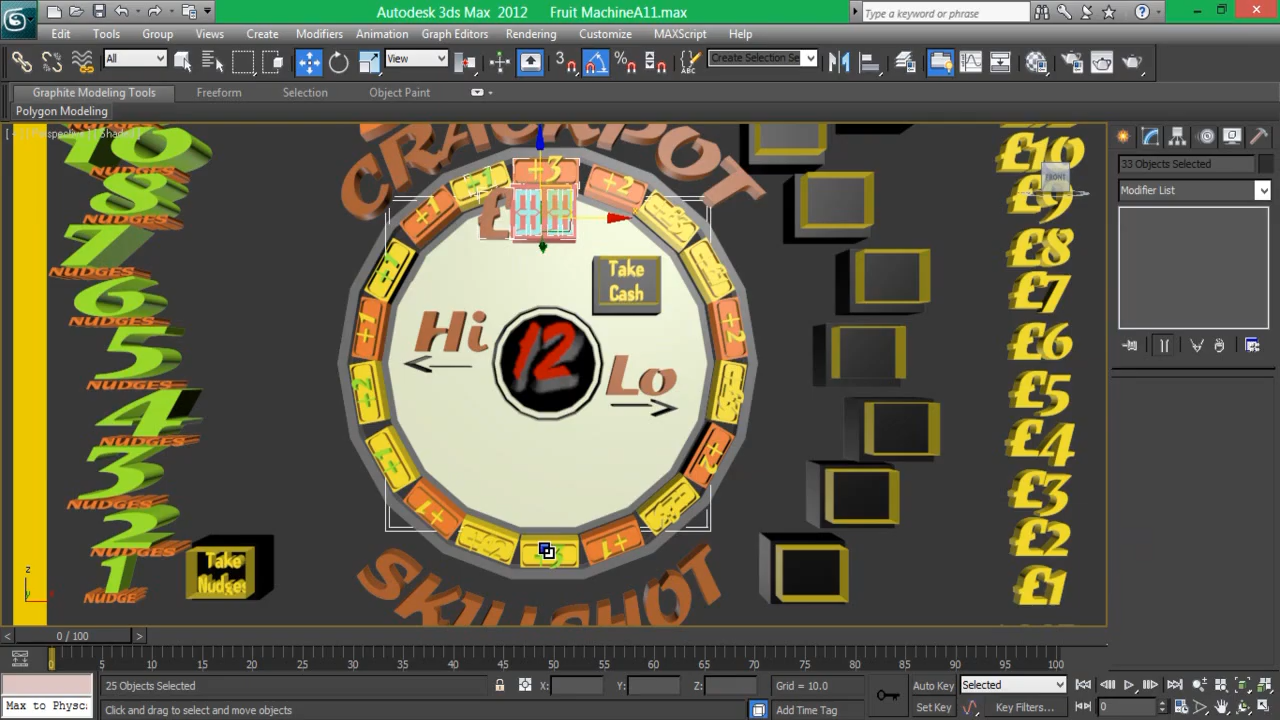 Autodesk 3ds Max 2012 Fruit MachineA11.max
Type a keyword or phrase
Edit Tools Group Views Create Modifiers Animation Graph Editors Rendering Customize MAXScript Help
All View 3 % ABC Create Selection Se
Graphite Modeling Tools Freeform Selection Object Paint
Polygon Modeling
33 Objects Selected
Modifier List
CRACKPOT
FRONT
10
NUDGES
8
NUDGES
7
NUDGES
6
NUDGES
5
NUDGES
4
NUDGES
3
NUDGES
2
NUDGES
1
NUDGE
Take
Nudges
+3
+2
+1
Take
Cash
Hi
12
Lo
SKILLSHOT
£10
£9
£8
£7
£6
£5
£4
£3
£2
£1
z
< 0 / 100 >
0 5 10 15 20 25 30 35 40 45 50 55 60 65 70 75 80 85 90 95 100
25 Objects Selected X: Y: Z: Grid = 10.0 Auto Key Selected
Max to Physc
Click and drag to select and move objects Add Time Tag Set Key Key Filters... 0